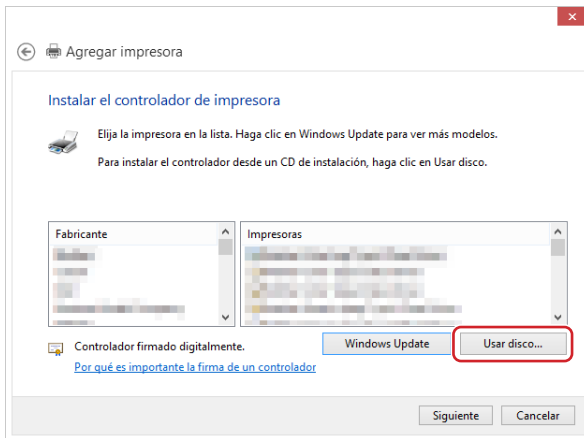 Agregar impresora
Instalar el controlador de impresora
Elija la impresora en la lista. Haga clic en Windows Update para ver más modelos.
Para instalar el controlador desde un CD de instalación, haga clic en Usar disco.
Fabricante
Impresoras
Controlador firmado digitalmente.
Windows Update
Usar disco...
Por qué es importante la firma de un controlador
Siguiente
Cancelar